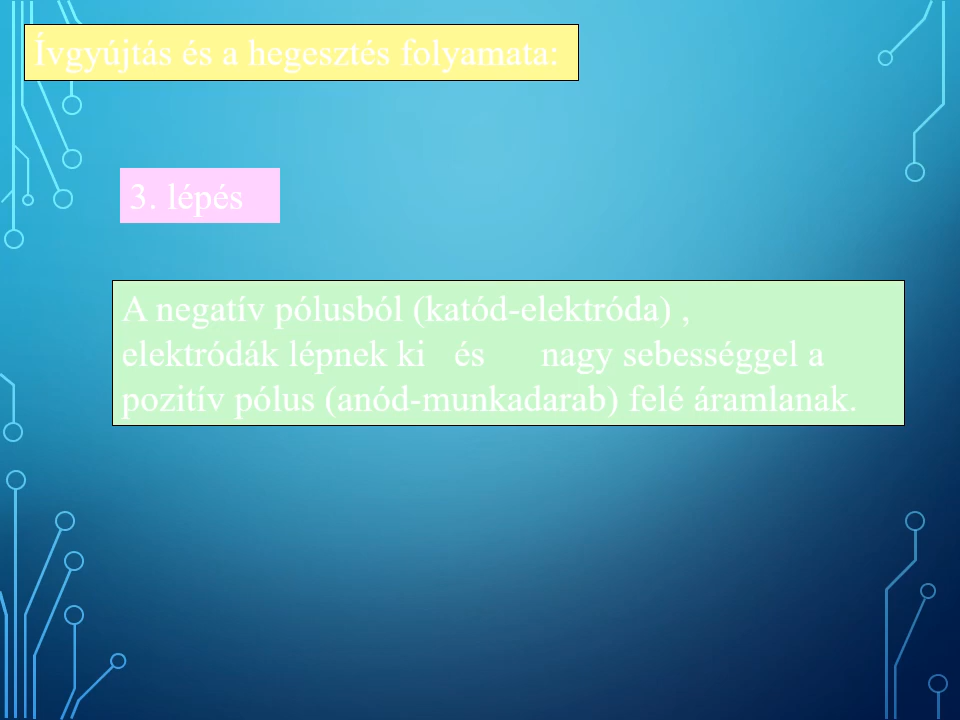 Ívgyújtás és a hegesztés folyamata:
3. lépés
A negatív pólusból (katód-elektróda) ,
elektródák lépnek ki és nagy sebességgel a
pozitív pólus (anód-munkadarab) felé áramlanak.